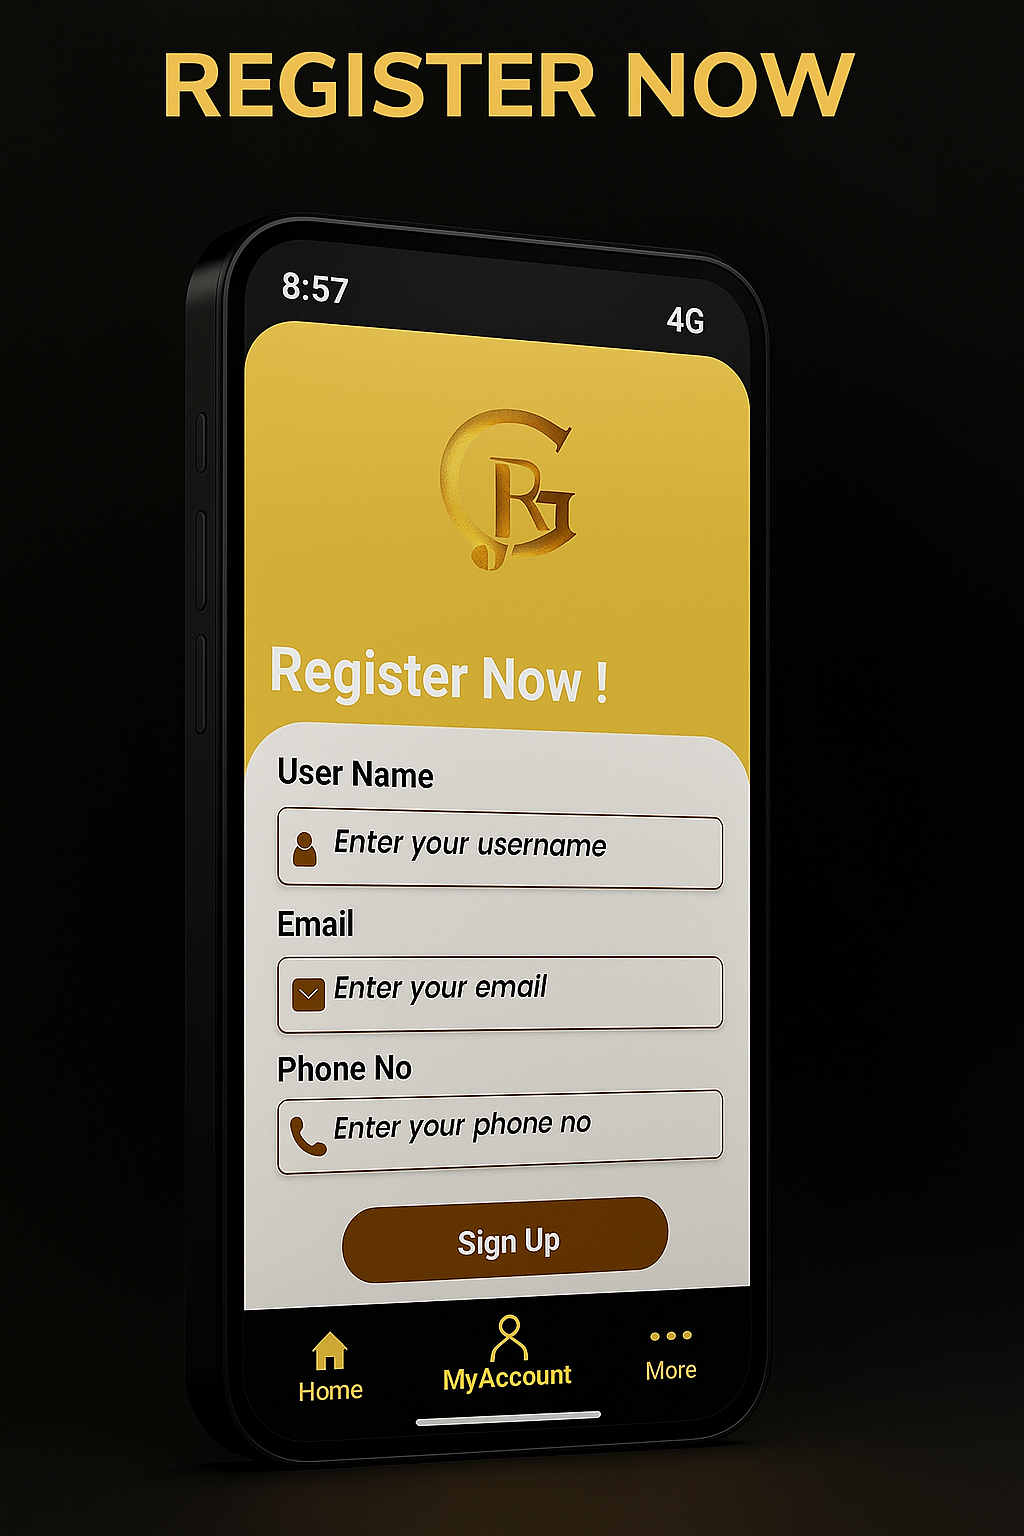 REGISTER NOW
8:57
4G
RG
Register Now !
User Name
Enter your username
Email
Enter your email
Phone No
Enter your phone no
Sign Up
Home
MyAccount
More